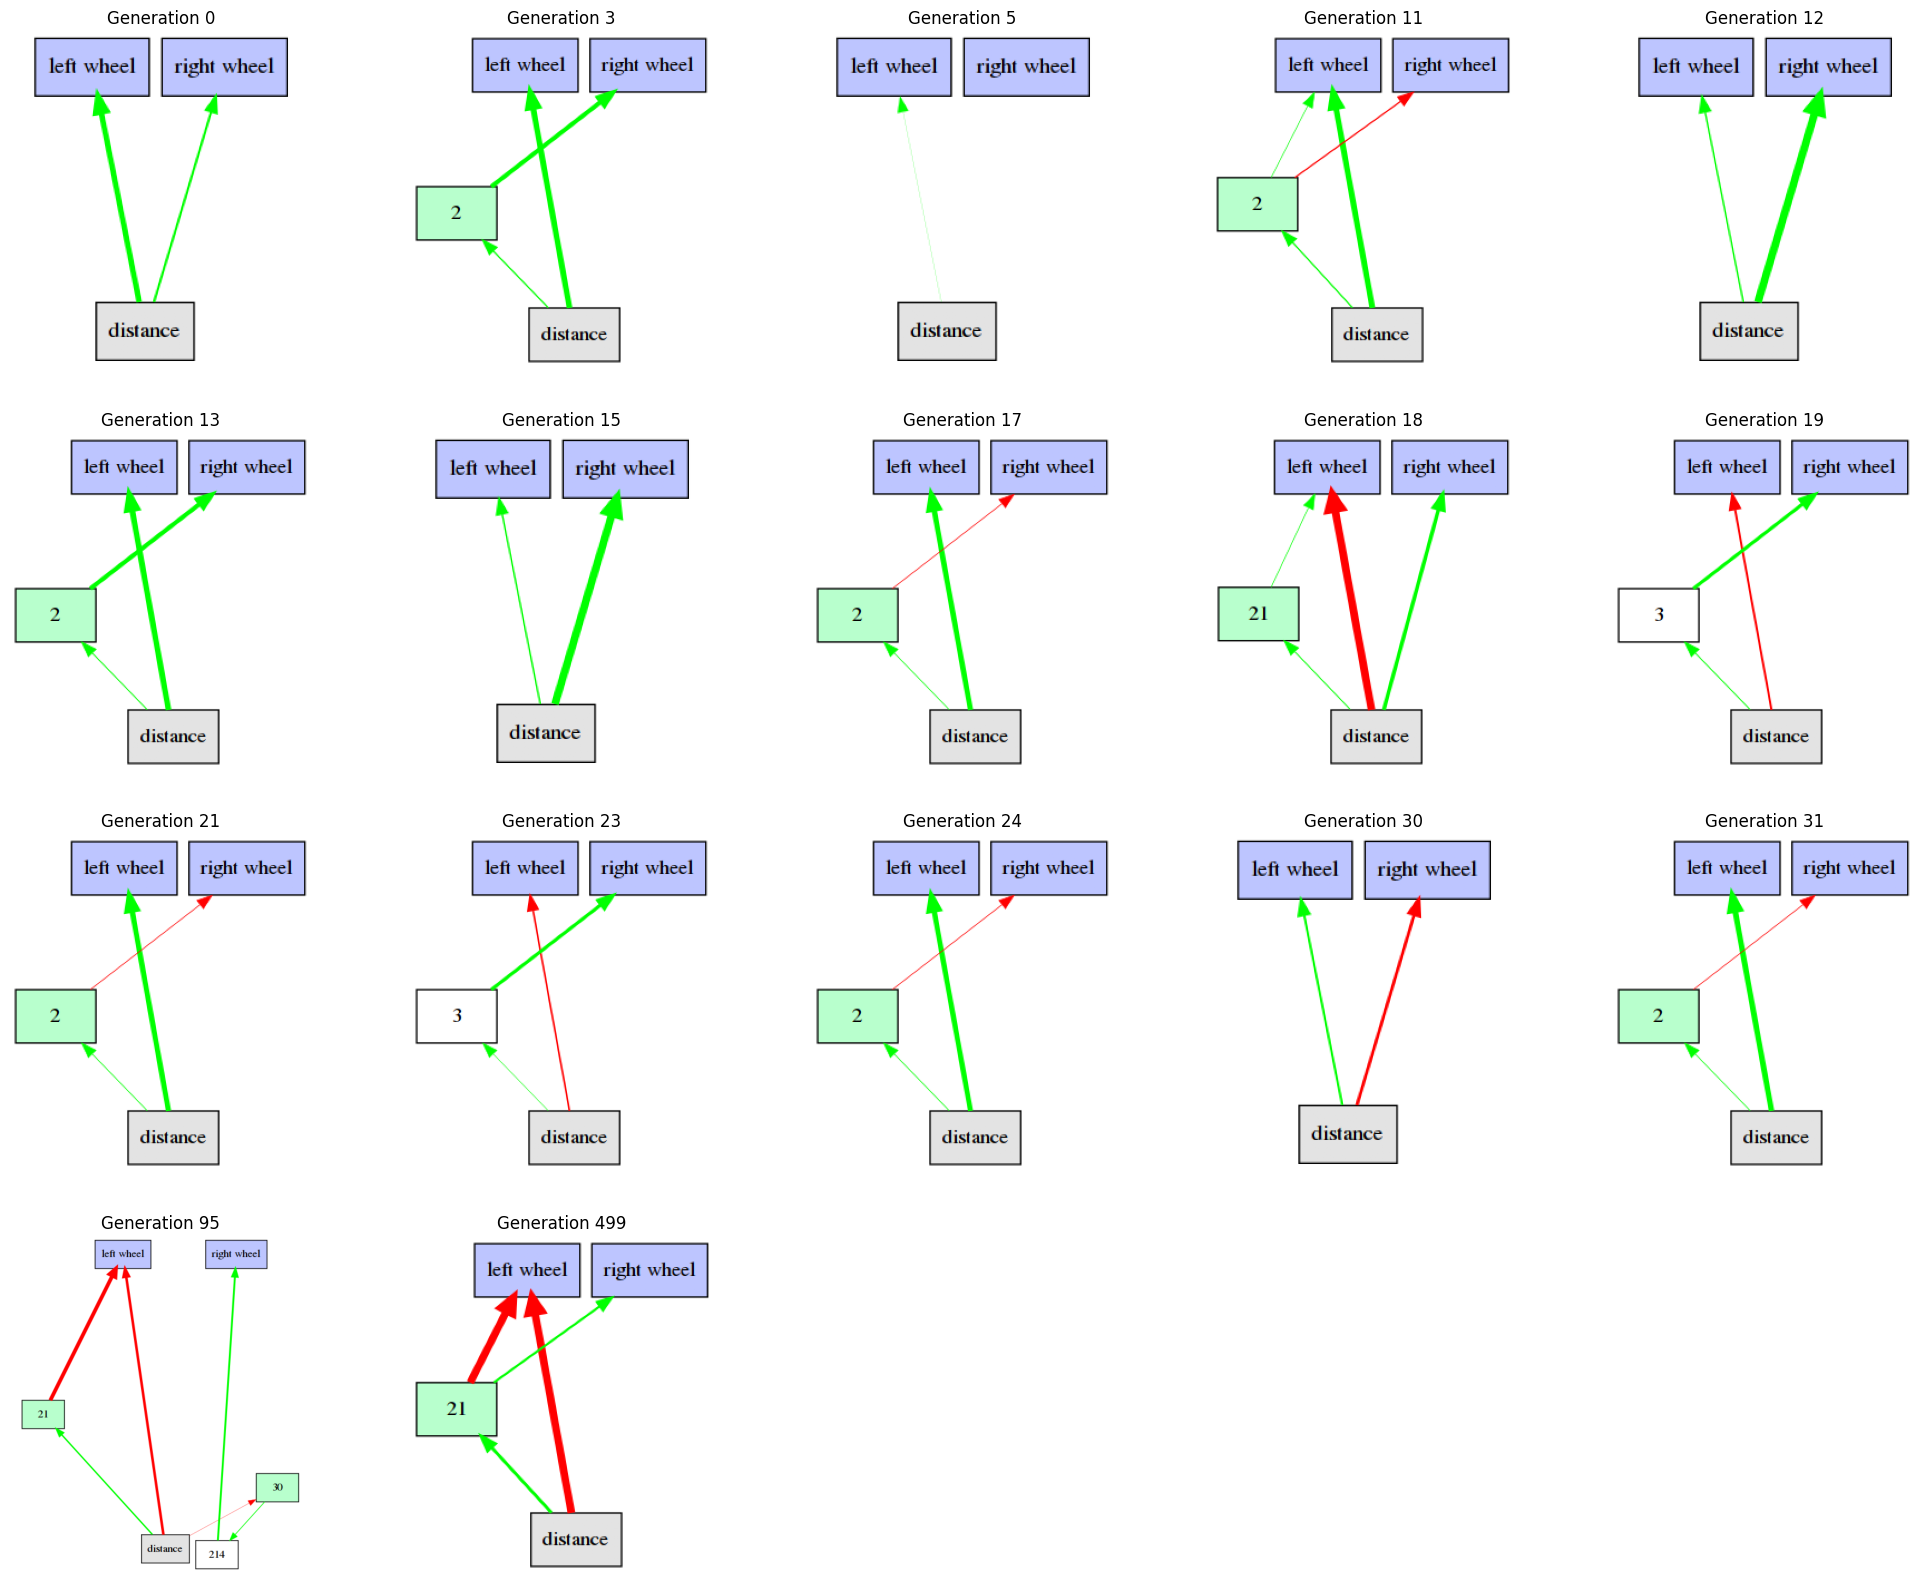 Generation 0
left wheel
right wheel
distance
Generation 3
left wheel
right wheel
2
distance
Generation 5
left wheel
right wheel
distance
Generation 11
left wheel
right wheel
2
distance
Generation 12
left wheel
right wheel
distance
Generation 13
left wheel
right wheel
2
distance
Generation 15
left wheel
right wheel
distance
Generation 17
left wheel
right wheel
2
distance
Generation 18
left wheel
right wheel
21
distance
Generation 19
left wheel
right wheel
3
distance
Generation 21
left wheel
right wheel
2
distance
Generation 23
left wheel
right wheel
3
distance
Generation 24
left wheel
right wheel
2
distance
Generation 30
left wheel
right wheel
distance
Generation 31
left wheel
right wheel
2
distance
Generation 95
left wheel
right wheel
21
30
distance
214
Generation 499
left wheel
right wheel
21
distance